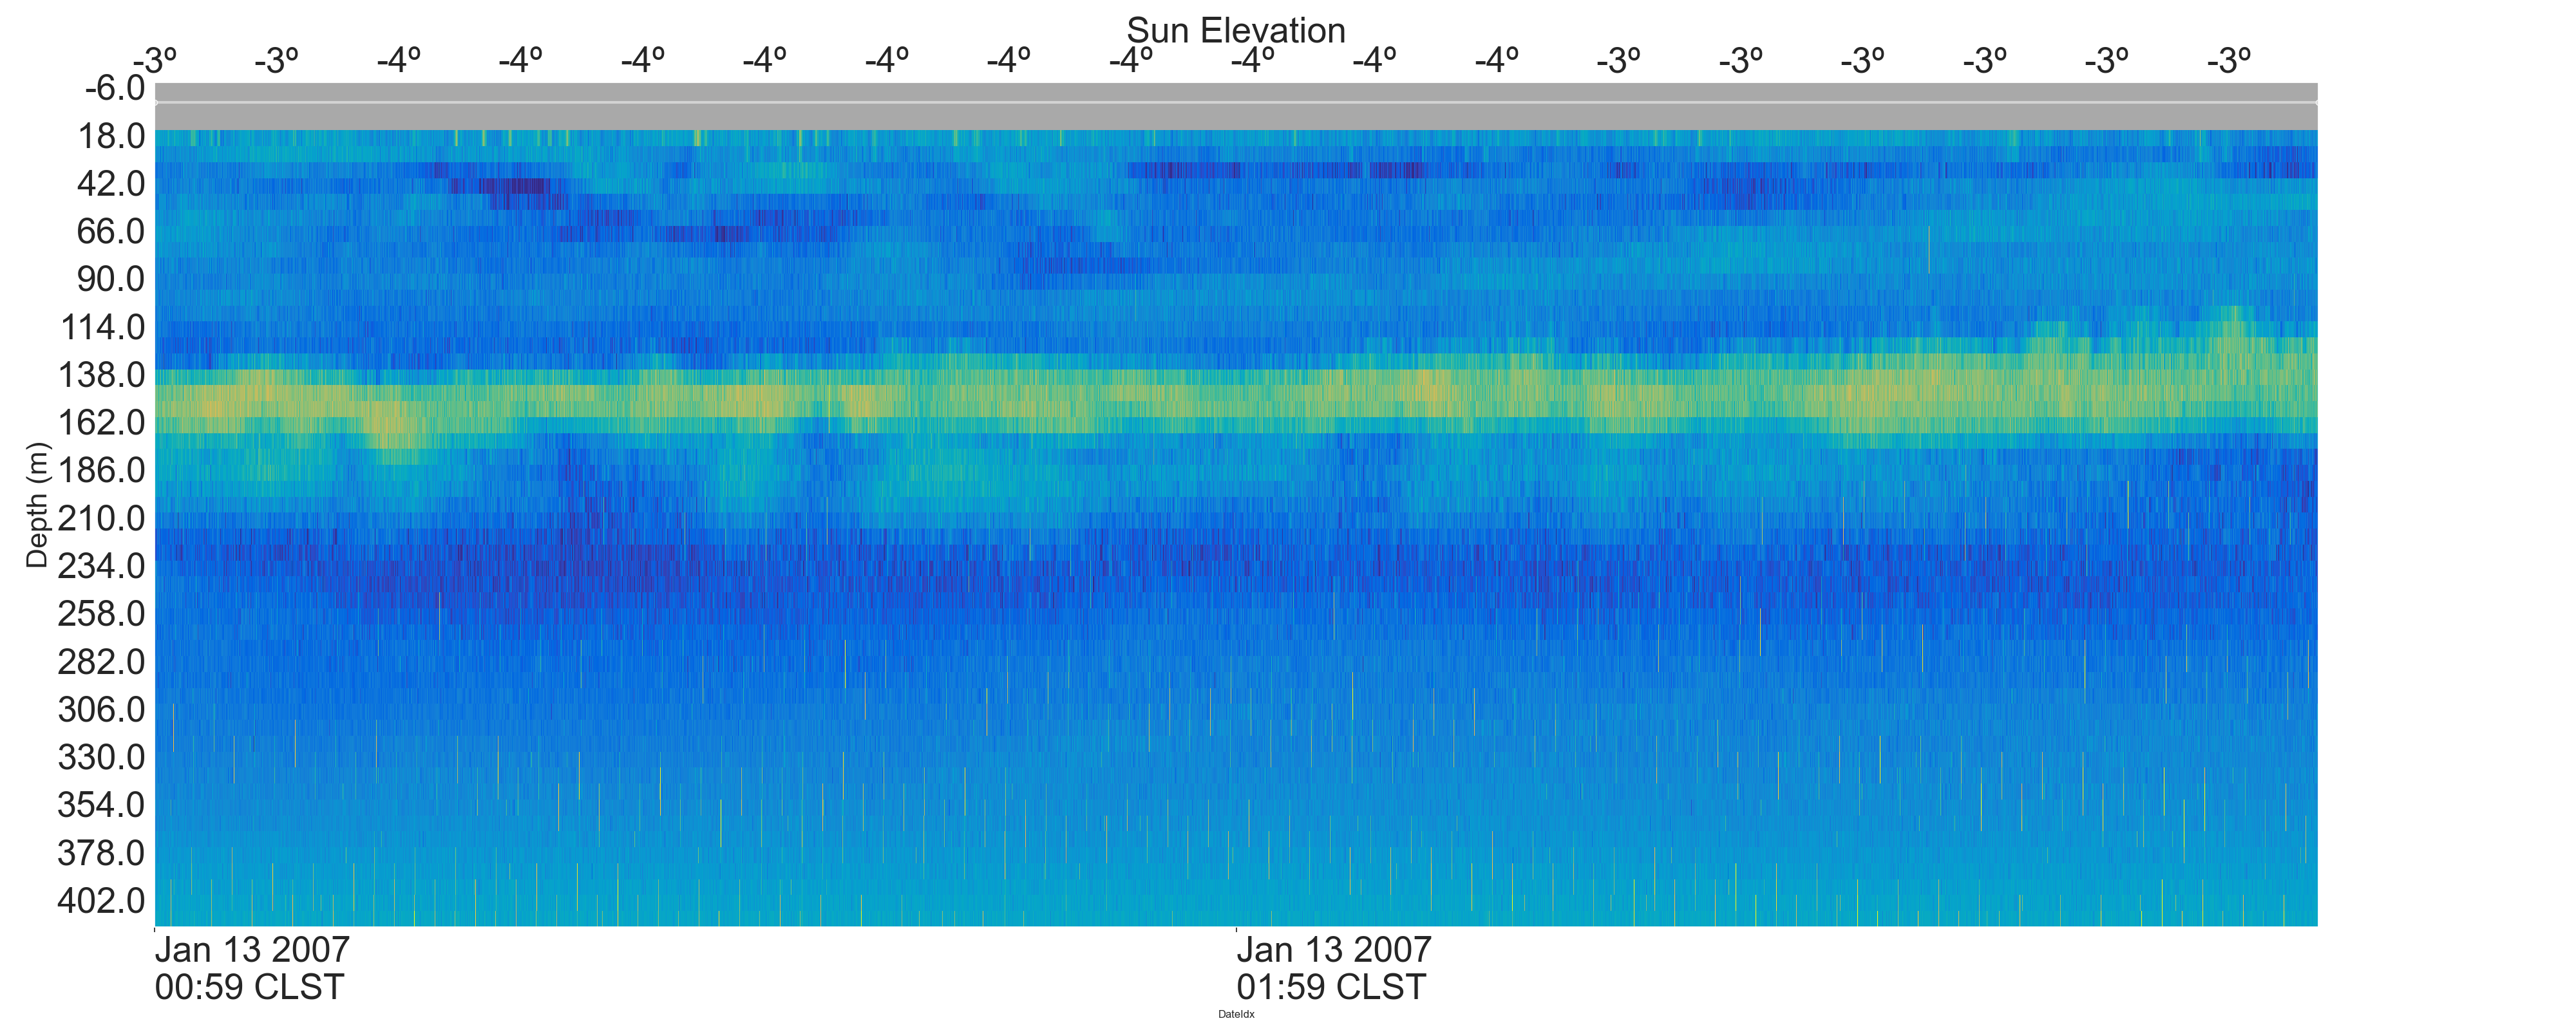 Sun Elevation
-3º -3º -4º -4º -4º -4º -4º -4º -4º -4º -4º -4º -3º -3º -3º -3º -3º -3º
-6.0
18.0
42.0
66.0
90.0
114.0
138.0
162.0
186.0
210.0
234.0
258.0
282.0
306.0
330.0
354.0
378.0
402.0
Depth (m)
Jan 13 2007
00:59 CLST
Jan 13 2007
01:59 CLST
DateIdx